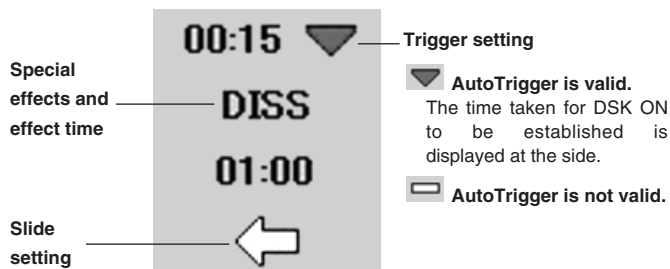 00:15
Trigger setting
Special
effects and
effect time
DISS
01:00
Slide
setting
AutoTrigger is valid.
The time taken for DSK ON
to be established is
displayed at the side.
AutoTrigger is not valid.